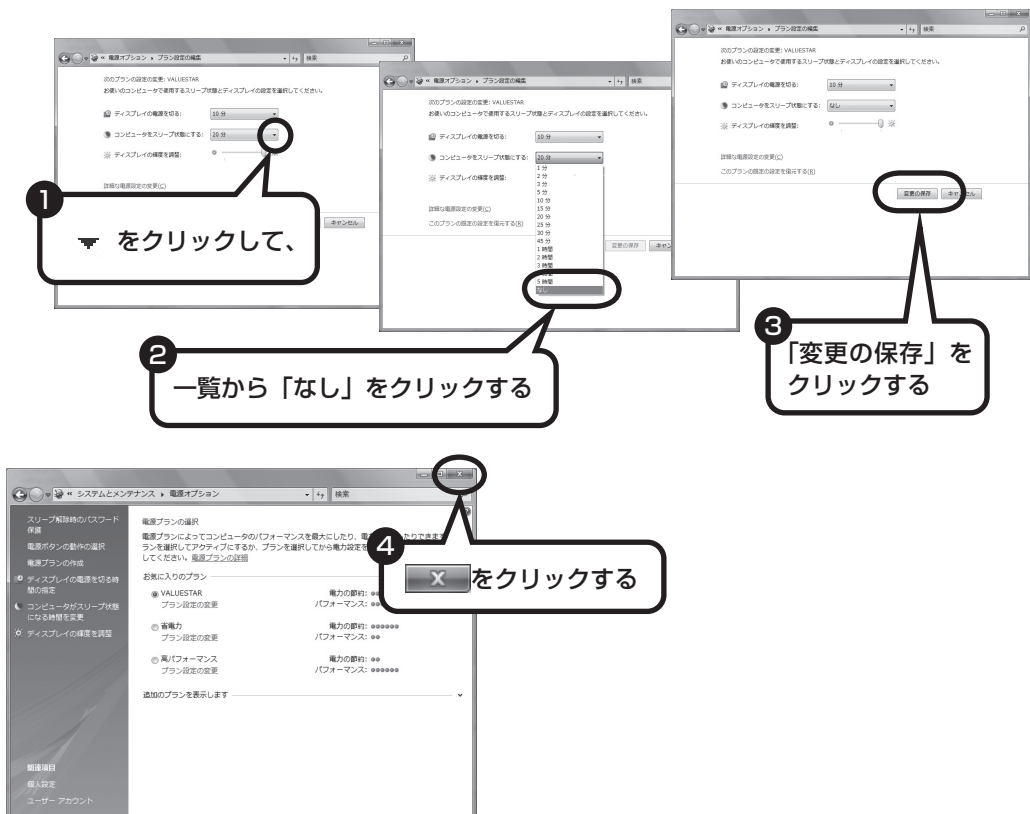 « 電源オプション ▸ プラン設定の編集
検索
次のプランの設定の変更: VALUESTAR
お使いのコンピュータで使用するスリープ状態とディスプレイの設定を選択してください。
ディスプレイの電源を切る:
10 分
コンピュータをスリープ状態にする:
20 分
ディスプレイの輝度を調整:
詳細な電源設定の変更(C)
キャンセル
1
をクリックして、
« 電源オプション ▸ プラン設定の編集
検索
次のプランの設定の変更: VALUESTAR
お使いのコンピュータで使用するスリープ状態とディスプレイの設定を選択してください。
ディスプレイの電源を切る:
10 分
コンピュータをスリープ状態にする:
20 分
ディスプレイの輝度を調整:
1 分
2 分
3 分
5 分
10 分
15 分
20 分
25 分
30 分
45 分
1 時間
2 時間
3 時間
5 時間
なし
詳細な電源設定の変更(C)
このプランの既定の設定を復元する(R)
変更の保存
2
一覧から「なし」をクリックする
« 電源オプション ▸ プラン設定の編集
検索
次のプランの設定の変更: VALUESTAR
お使いのコンピュータで使用するスリープ状態とディスプレイの設定を選択してください。
ディスプレイの電源を切る:
10 分
コンピュータをスリープ状態にする:
なし
ディスプレイの輝度を調整:
詳細な電源設定の変更(C)
このプランの既定の設定を復元する(R)
変更の保存
キャンセル
3
「変更の保存」を
クリックする
« システムとメンテナンス ▸ 電源オプション
検索
スリープ解除時のパスワード
保護
電源ボタンの動作の選択
電源プランの作成
ディスプレイの電源を切る時
間の指定
コンピュータがスリープ状態
になる時間を変更
ディスプレイの輝度を調整
関連項目
個人設定
ユーザー アカウント
電源プランの選択
電源プランによってコンピュータのパフォーマンスを最大にしたり、
たりできます
ランを選択してアクティブにするか、プランを選択してから電力設定を
してください。電源プランの詳細
お気に入りのプラン
VALUESTAR
電力の節約:
プラン設定の変更
パフォーマンス:
省電力
電力の節約:
プラン設定の変更
パフォーマンス:
高パフォーマンス
電力の節約:
プラン設定の変更
パフォーマンス:
追加のプランを表示します
4
X をクリックする